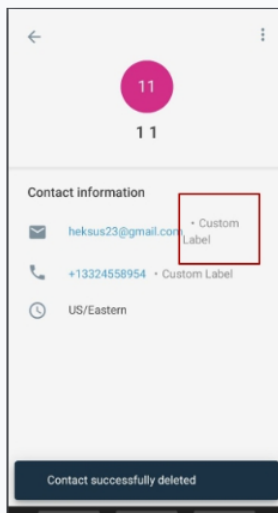 11
1 1
Contact information
heksus23@gmail.com • Custom
Label
+13324558954 • Custom Label
US/Eastern
Contact successfully deleted